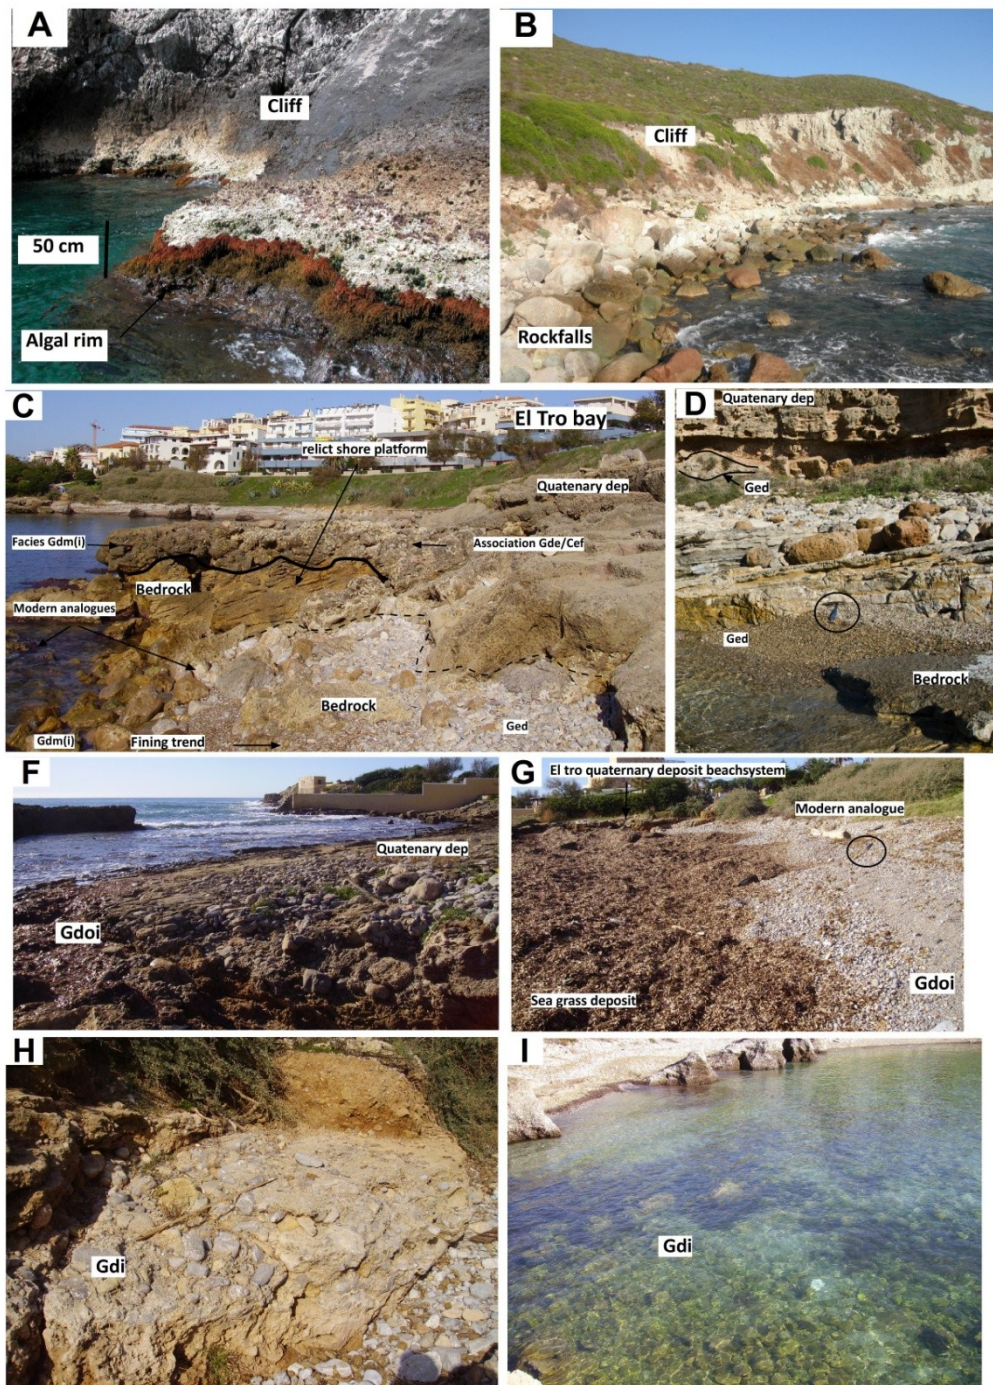 A
Cliff
50 cm
Algal rim
B
Cliff
Rockfalls
C
El Tro bay
relict shore platform
Quatenary dep
Facies Gdm(i)
Association Gde/Cef
Bedrock
Modern analogues
Bedrock
Ged
Gdm(i)
Fining trend
D
Quatenary dep
Ged
Ged
Bedrock
F
Quatenary dep
Gdoi
G
El tro quaternary deposit beachsystem
Modern analogue
Gdoi
Sea grass deposit
H
Gdi
I
Gdi